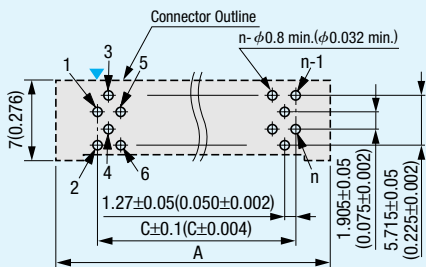 Connector Outline
n-ϕ0.8 min.(ϕ0.032 min.)
3
n-1
1
5
7(0.276)
2
4
6
n
1.27±0.05(0.050±0.002)
C±0.1(C±0.004)
A
1.905±0.05
(0.075±0.002)
5.715±0.05
(0.225±0.002)